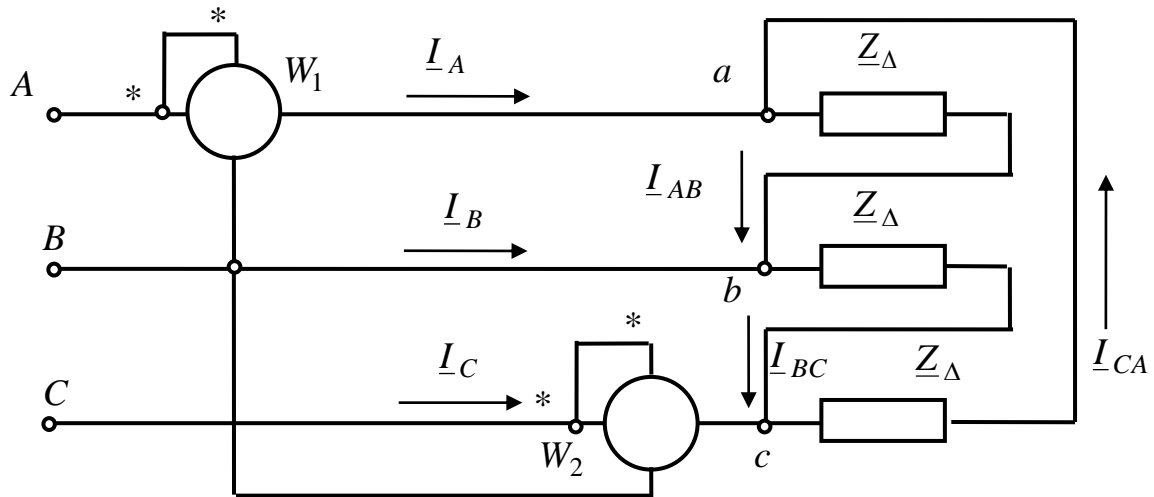 *
A
*
W₁
I_A
a
Z_Δ
I_AB
B
I_B
Z_Δ
b
*
C
I_C
*
W₂
I_BC
c
Z_Δ
I_CA